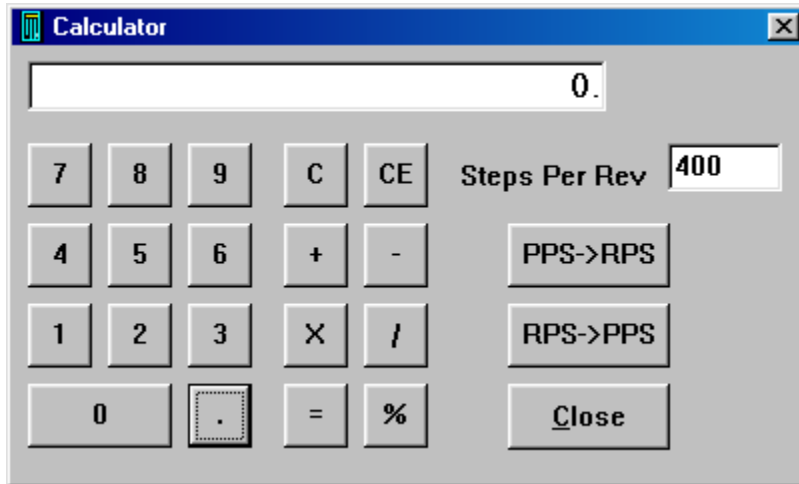 Calculator
0.
7 8 9 C CE Steps Per Rev 400
4 5 6 + - PPS->RPS
1 2 3 X / RPS->PPS
0 . = % Close